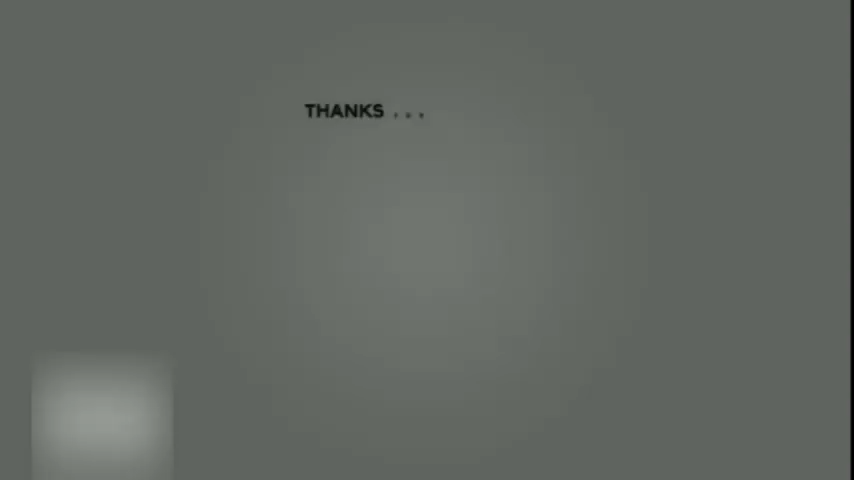 THANKS . . .